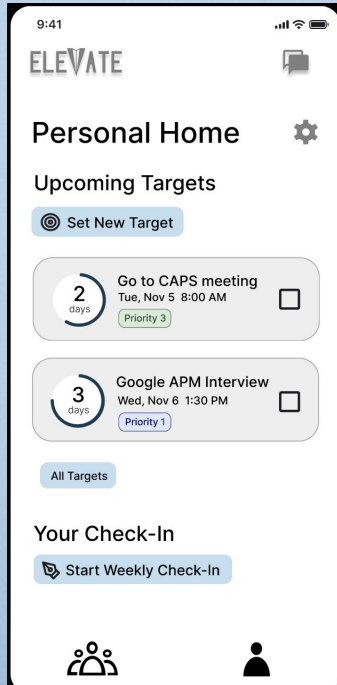 9:41
ELEVATE
Personal Home
Upcoming Targets
Set New Target
2
days
Go to CAPS meeting
Tue, Nov 5 8:00 AM
Priority 3
3
days
Google APM Interview
Wed, Nov 6 1:30 PM
Priority 1
All Targets
Your Check-In
Start Weekly Check-In